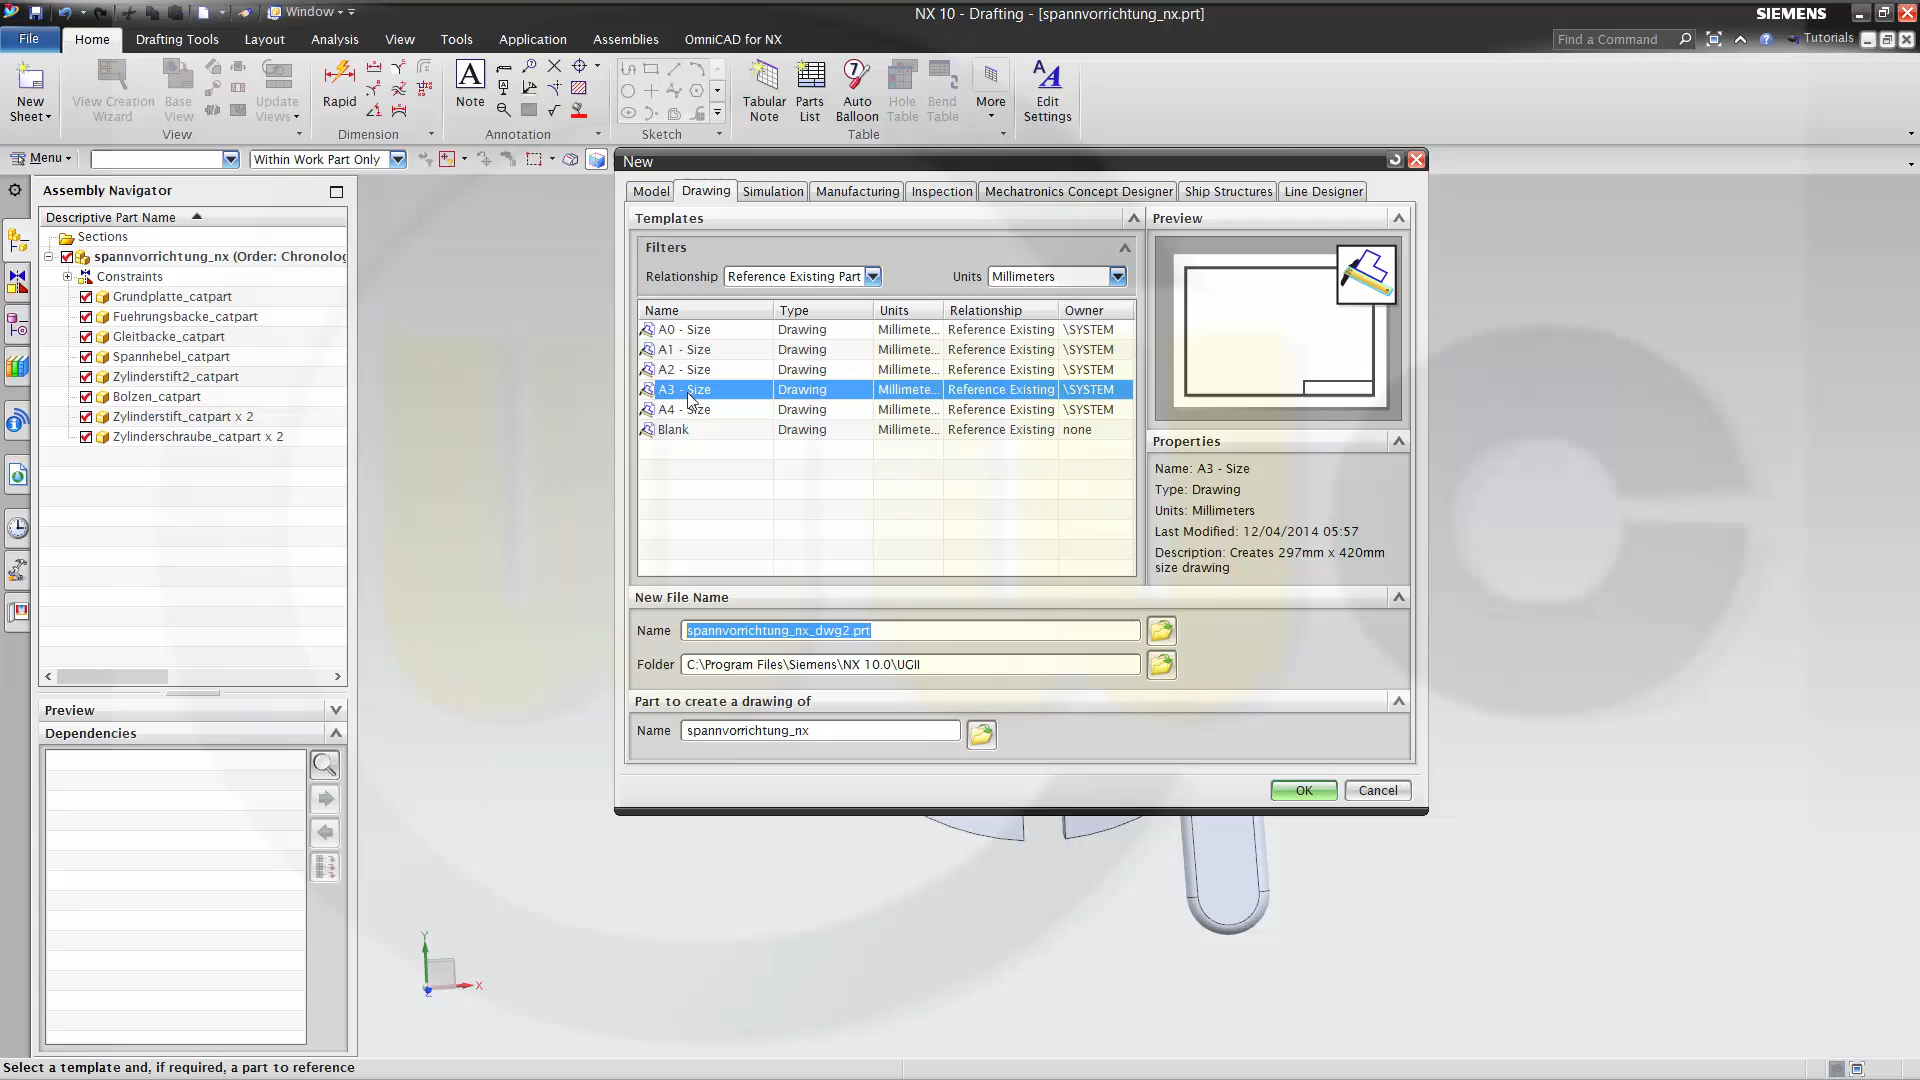 Window
NX 10 - Drafting - [spannvorrichtung_nx.prt]
SIEMENS
File
Home
Drafting Tools
Layout
Analysis
View
Tools
Application
Assemblies
OmniCAD for NX
Find a Command
Tutorials
New
Sheet
View Creation
Wizard
Base
View
Update
Views
View
Rapid
Dimension
A
Note
Annotation
Sketch
Tabular
Note
Parts
List
Auto
Balloon
Hole
Table
Bend
Table
Table
More
Edit
Settings
Menu
Within Work Part Only
Assembly Navigator
Descriptive Part Name
Sections
spannvorrichtung_nx (Order: Chronolog
Constraints
Grundplatte_catpart
Fuehrungsbacke_catpart
Gleitbacke_catpart
Spannhebel_catpart
Zylinderstift2_catpart
Bolzen_catpart
Zylinderstift_catpart x 2
Zylinderschraube_catpart x 2
Preview
Dependencies
New
Model
Drawing
Simulation
Manufacturing
Inspection
Mechatronics Concept Designer
Ship Structures
Line Designer
Templates
Filters
Relationship
Reference Existing Part
Units
Millimeters
Name Type Units Relationship Owner
A0 - Size Drawing Millimete... Reference Existing \SYSTEM
A1 - Size Drawing Millimete... Reference Existing \SYSTEM
A2 - Size Drawing Millimete... Reference Existing \SYSTEM
A3 - Size Drawing Millimete... Reference Existing \SYSTEM
A4 - Size Drawing Millimete... Reference Existing \SYSTEM
Blank Drawing Millimete... Reference Existing none
Preview
Properties
Name: A3 - Size
Type: Drawing
Units: Millimeters
Last Modified: 12/04/2014 05:57
Description: Creates 297mm x 420mm
size drawing
New File Name
Name spannvorrichtung_nx_dwg2.prt
Folder C:\Program Files\Siemens\NX 10.0\UGII
Part to create a drawing of
Name spannvorrichtung_nx
OK
Cancel
Y
X
Z
Select a template and, if required, a part to reference